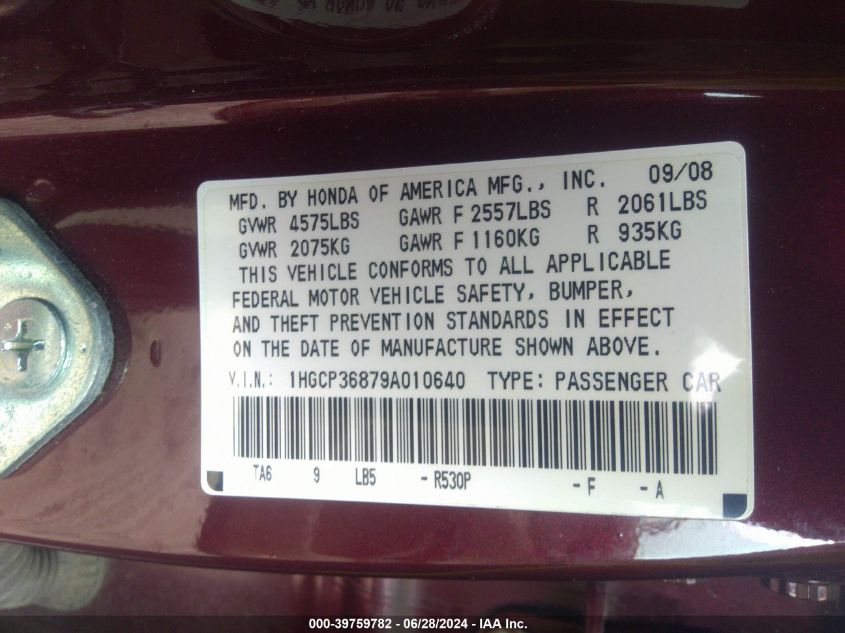 MFD. BY HONDA OF AMERICA MFG., INC. 09/08
GVWR 4575LBS GAWR F 2557LBS R 2061LBS
GVWR 2075KG GAWR F 1160KG R 935KG
THIS VEHICLE CONFORMS TO ALL APPLICABLE
FEDERAL MOTOR VEHICLE SAFETY, BUMPER,
AND THEFT PREVENTION STANDARDS IN EFFECT
ON THE DATE OF MANUFACTURE SHOWN ABOVE.
V.I.N.: 1HGCP36879A010640 TYPE: PASSENGER CAR
TA6 9 LB5 -R530P -F -A
000-39759782 / 06/28/2024 - IAA Inc.